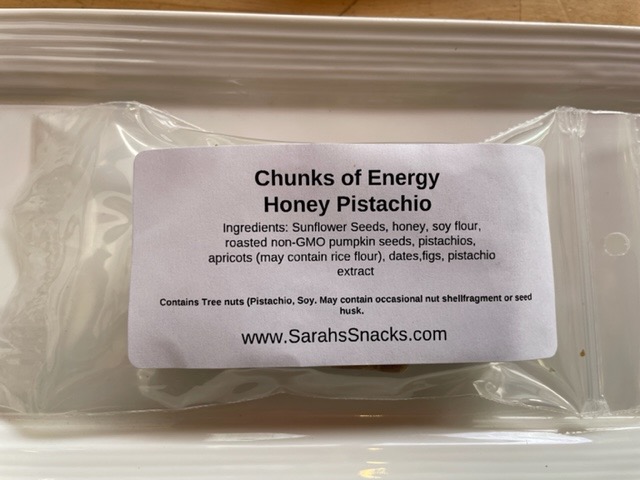 Chunks of Energy
Honey Pistachio
Ingredients: Sunflower Seeds, honey, soy flour,
roasted non-GMO pumpkin seeds, pistachios,
apricots (may contain rice flour), dates,figs, pistachio
extract
Contains Tree nuts (Pistachio, Soy. May contain occasional nut shellfragment or seed
husk.
www.SarahsSnacks.com